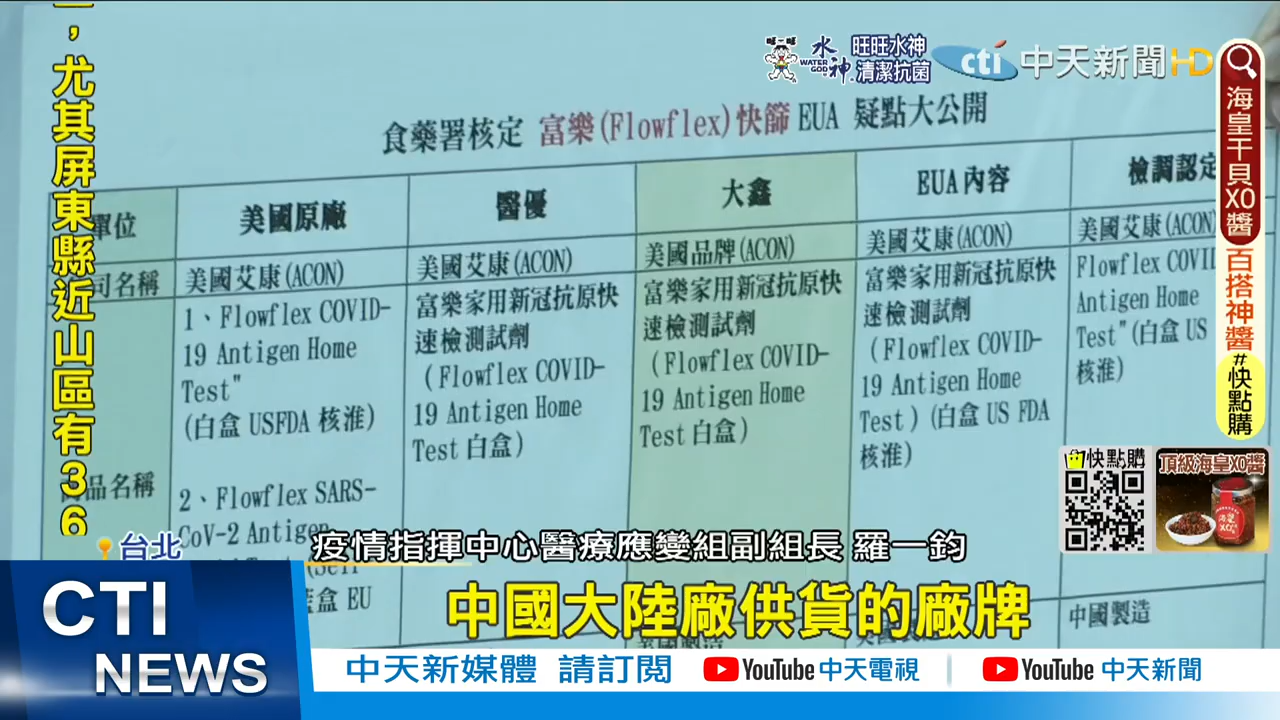 ，尤其屏東縣近山區有36
旺旺水神
清潔抗菌
WATER GOD
水神
cti 中天新聞HD
海皇干貝XO醬
百搭神醬
#快點購
食藥署核定 富樂(Flowflex)快篩 EUA 疑點大公開
單位
美國原廠
醫優
大鑫
EUA內容
檢調認定
司名稱
美國艾康(ACON)
美國艾康(ACON)
美國品牌(ACON)
美國艾康(ACON)
美國艾康(ACON)
品名稱
1、Flowflex COVID-
19 Antigen Home
Test"
(白盒 USFDA 核淮)
2、Flowflex SARS-
CoV-2 Antigen
盒 EU
富樂家用新冠抗原快
速檢測試劑
(Flowflex COVID-
19 Antigen Home
Test 白盒)
富樂家用新冠抗原快
速檢測試劑
(Flowflex COVID-
19 Antigen Home
Test 白盒)
富樂家用新冠抗原快
速檢測試劑
(Flowflex COVID-
19 Antigen Home
Test)(白盒 US FDA
核淮)
Flowflex COVI
Antigen Home
Test"(白盒 US
核淮)
中國製造
快點購
頂級海皇XO醬
台北
疫情指揮中心醫療應變組副組長 羅一鈞
中國大陸廠供貨的廠牌
CTI
NEWS
中天新媒體 請訂閱 YouTube 中天電視 YouTube 中天新聞